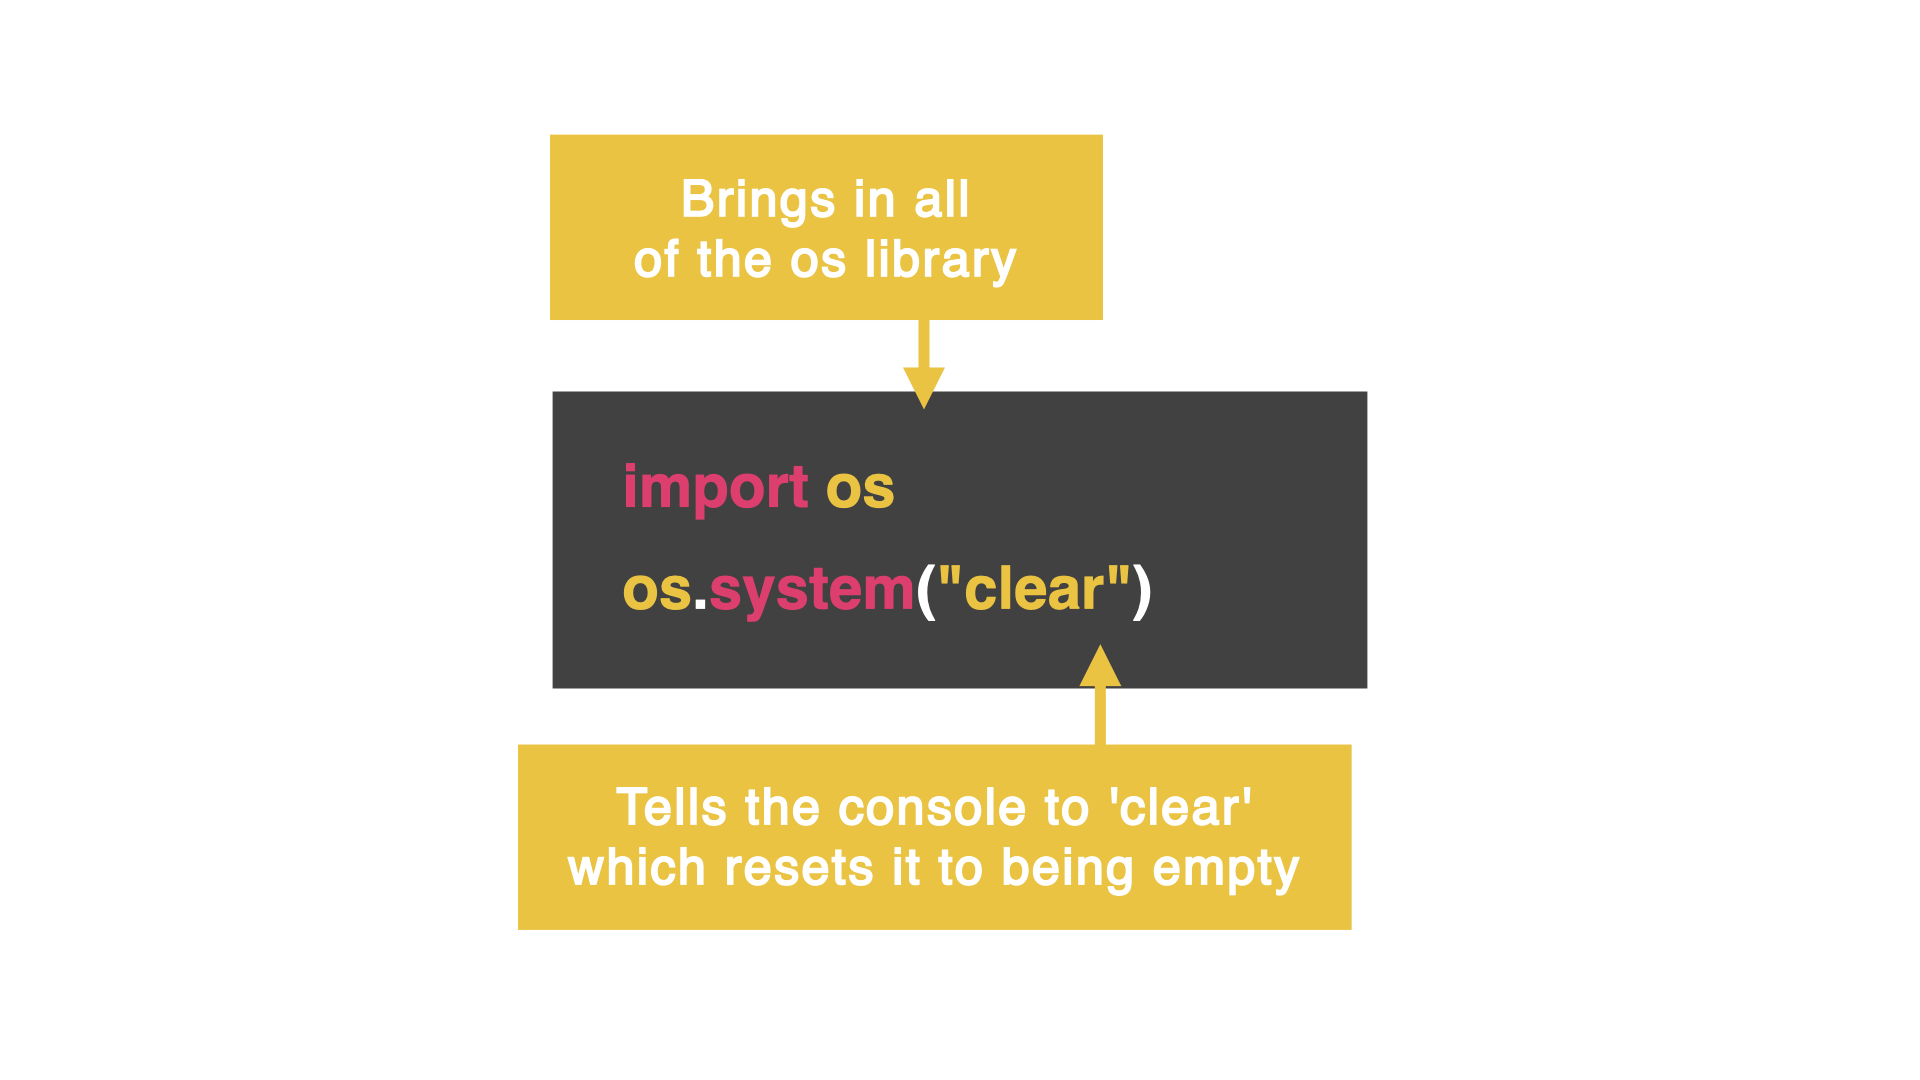 Brings in all
of the os library
import os
os.system("clear")
Tells the console to 'clear'
which resets it to being empty